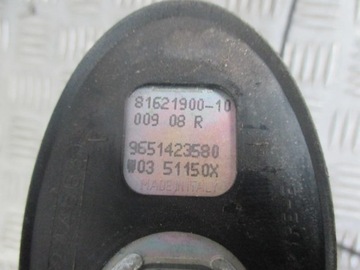 81621900-10
009 08 R
9651423580
W03 51150X
MADE IN ITALY